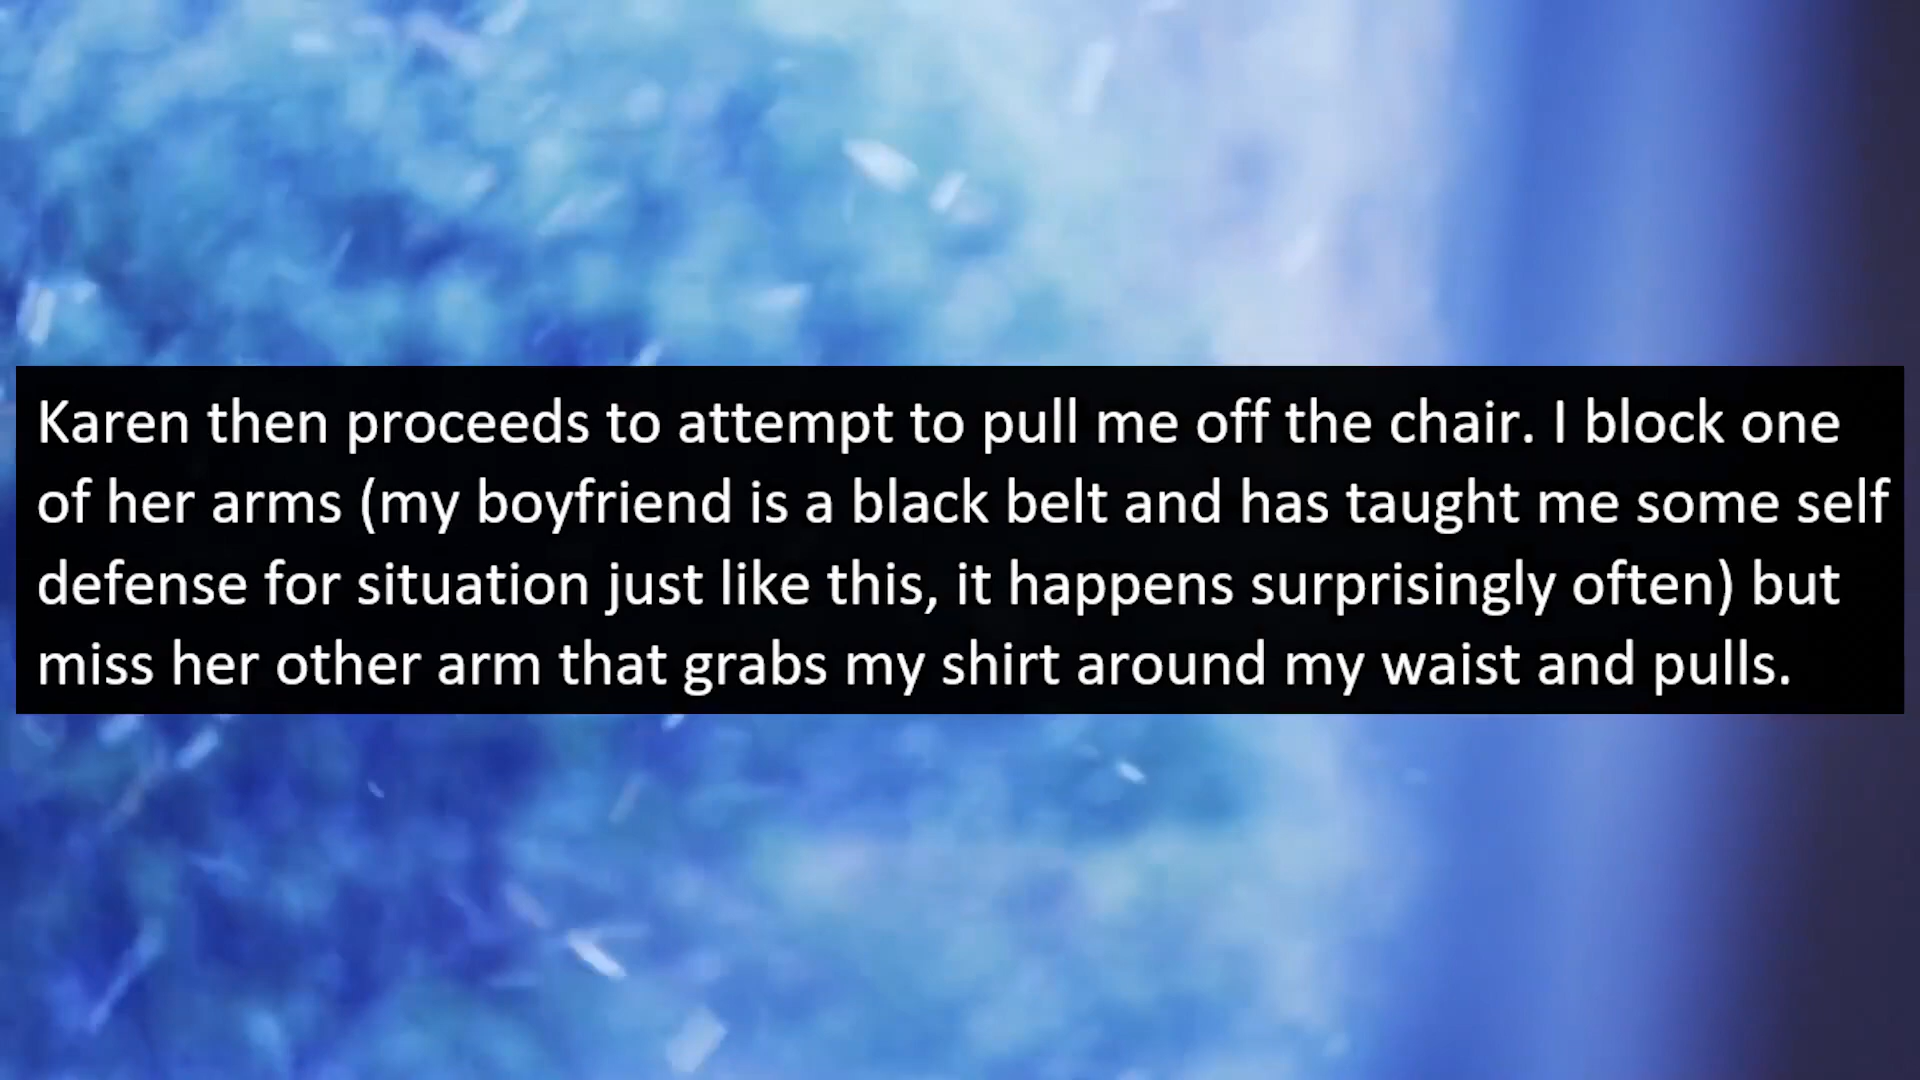 Karen then proceeds to attempt to pull me off the chair. I block one
of her arms (my boyfriend is a black belt and has taught me some self
defense for situation just like this, it happens surprisingly often) but
miss her other arm that grabs my shirt around my waist and pulls.